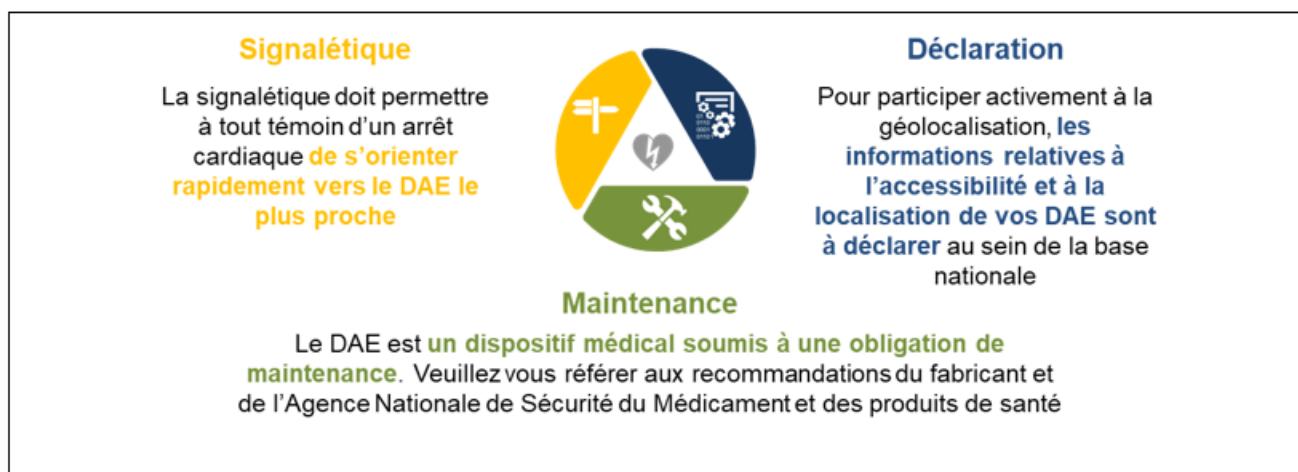 Signalétique
La signalétique doit permettre
à tout témoin d’un arrêt
cardiaque de s’orienter
rapidement vers le DAE le
plus proche
Déclaration
Pour participer activement à la
géolocalisation, les
informations relatives à
l’accessibilité et à la
localisation de vos DAE sont
à déclarer au sein de la base
nationale
Maintenance
Le DAE est un dispositif médical soumis à une obligation de
maintenance. Veuillez vous référer aux recommandations du fabricant et
de l’Agence Nationale de Sécurité du Médicament et des produits de santé